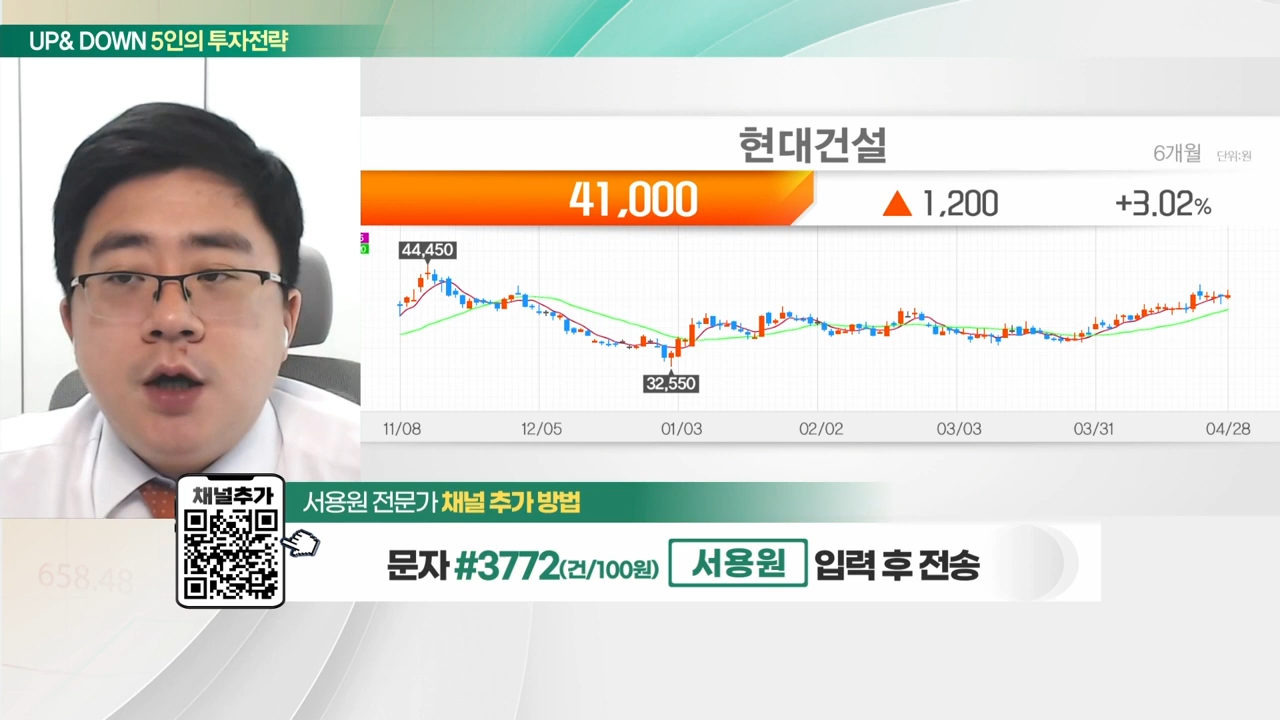 UP& DOWN 5인의 투자전략
현대건설
6개월 단위:원
41,000 ▲ 1,200 +3.02%
44,450
32,550
11/08 12/05 01/03 02/02 03/03 03/31 04/28
채널추가
서용원 전문가 채널 추가 방법
문자 #3772(건/100원) 서용원 입력 후 전송
658.48